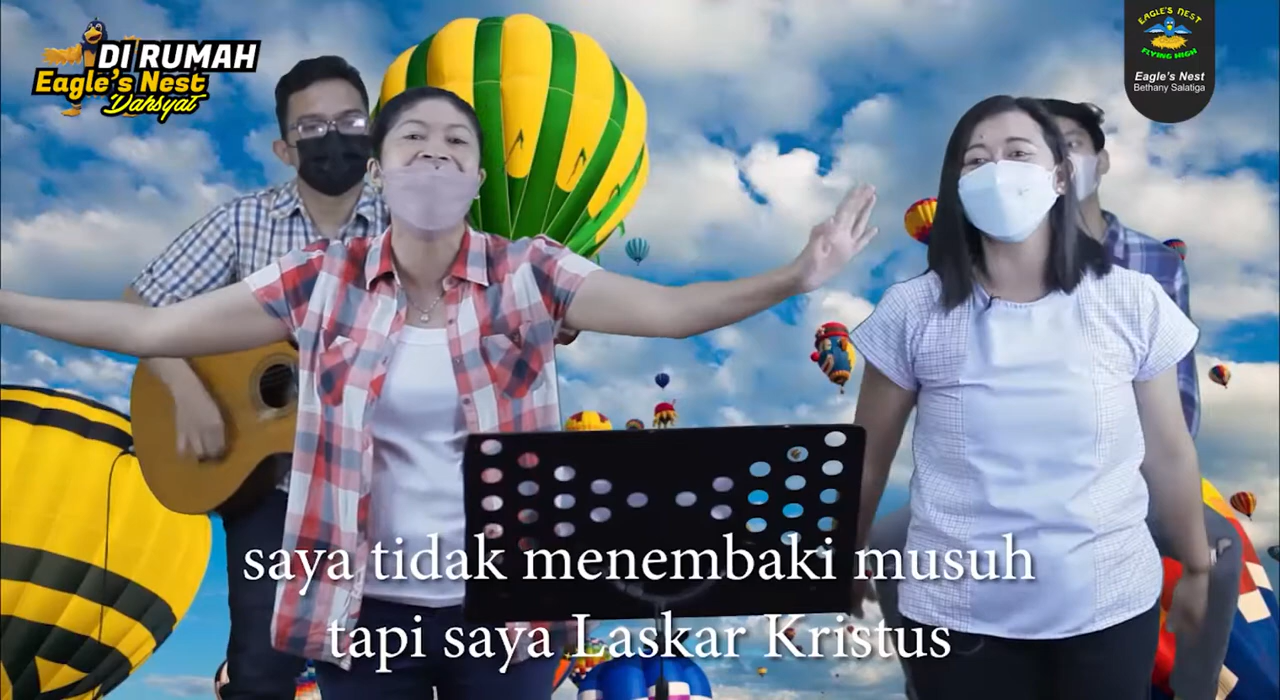 DI RUMAH
Eagle's Nest
Dahsyat
EAGLE'S NEST
FLYING HIGH
Eagle's Nest
Bethany Salatiga
saya tidak menembaki musuh
tapi saya Laskar Kristus